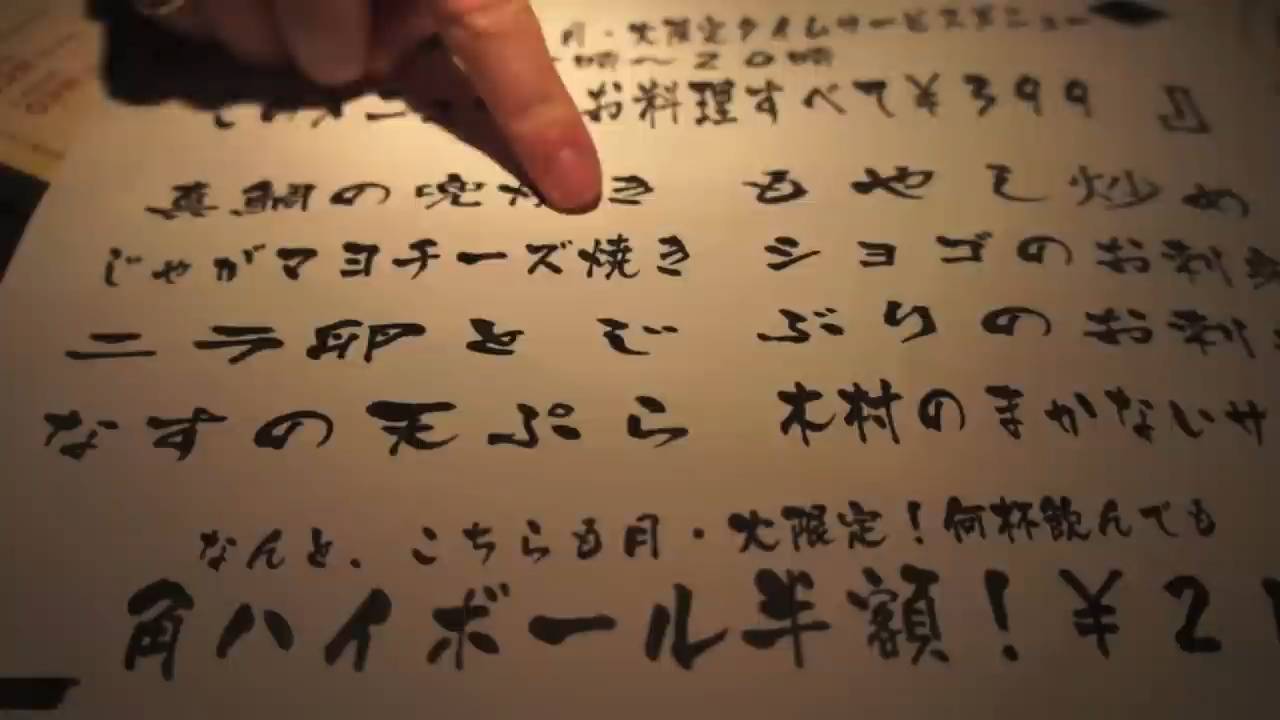 月・火限定タイムサービスメニュー
時〜20時
お料理すべて¥399 』
真鯛の兜焼き もやし炒め
じゃがマヨチーズ焼き ショゴのお刺身
ニラ卵とじ ぶりのお刺
なすの天ぷら 木村のまかないサ
なんと、こちらも月・火限定!何杯飲んでも
角ハイボール半額!¥2